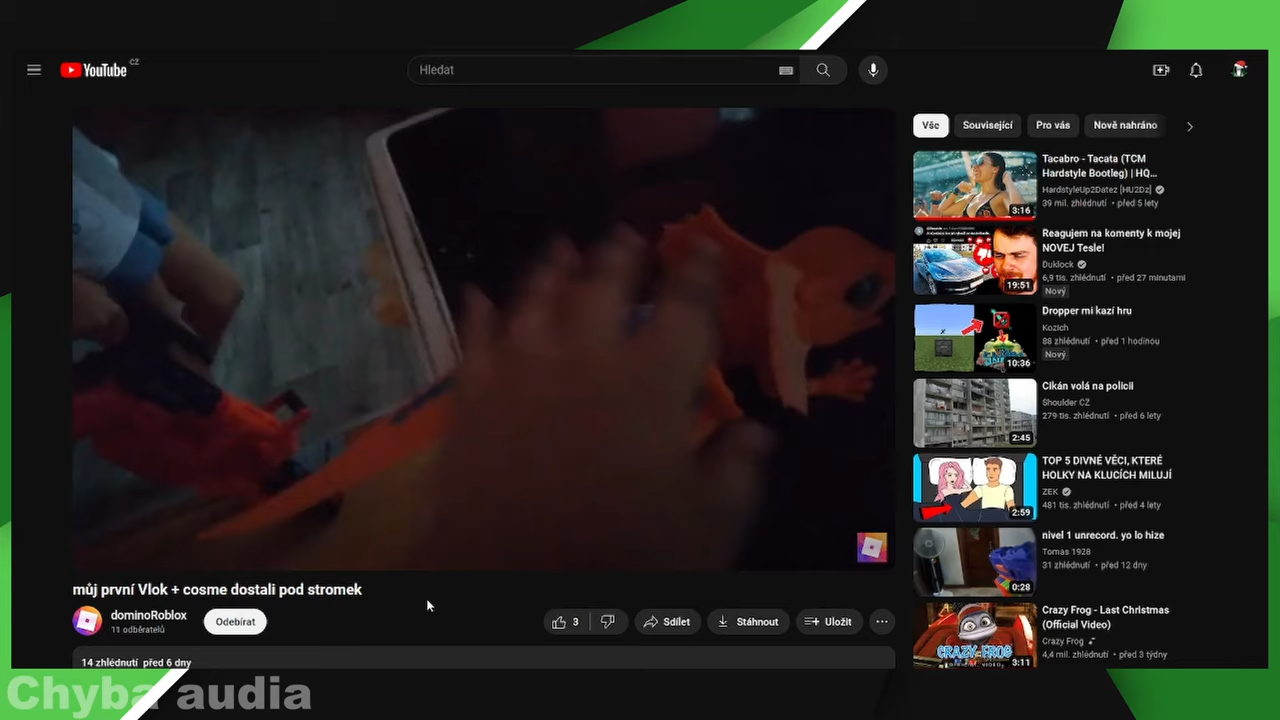 YouTube CZ
Hledat
Vše
Související
Pro vás
Nově nahráno
Tacabro - Tacata (TCM
Hardstyle Bootleg) | HQ...
HardstyleUp2Datez [HU2Dz]
39 mil. zhlédnutí • před 5 lety
3:16
Reagujem na komenty k mojej
NOVEJ Tesle!
Duklock
6,9 tis. zhlédnutí • před 27 minutami
Nový
19:51
Dropper mi kazí hru
Kozich
88 zhlédnutí • před 1 hodinou
Nový
10:36
Cikán volá na policii
Shoulder CZ
279 tis. zhlédnutí • před 6 lety
2:45
TOP 5 DIVNÉ VĚCI, KTERÉ
HOLKY NA KLUCÍCH MILUJÍ
ZEK
481 tis. zhlédnutí • před 4 lety
2:59
nivel 1 unrecord. yo lo hize
Tomas 1928
31 zhlédnutí • před 12 dny
0:28
Crazy Frog - Last Christmas
(Official Video)
Crazy Frog
4,4 mil. zhlédnutí • před 3 týdny
CRAZY FROG
3:11
můj první Vlok + cosme dostali pod stromek
dominoRoblox
11 odběratelů
Odebírat
3
Sdílet
Stáhnout
Uložit
14 zhlédnutí před 6 dny
Chyba audia